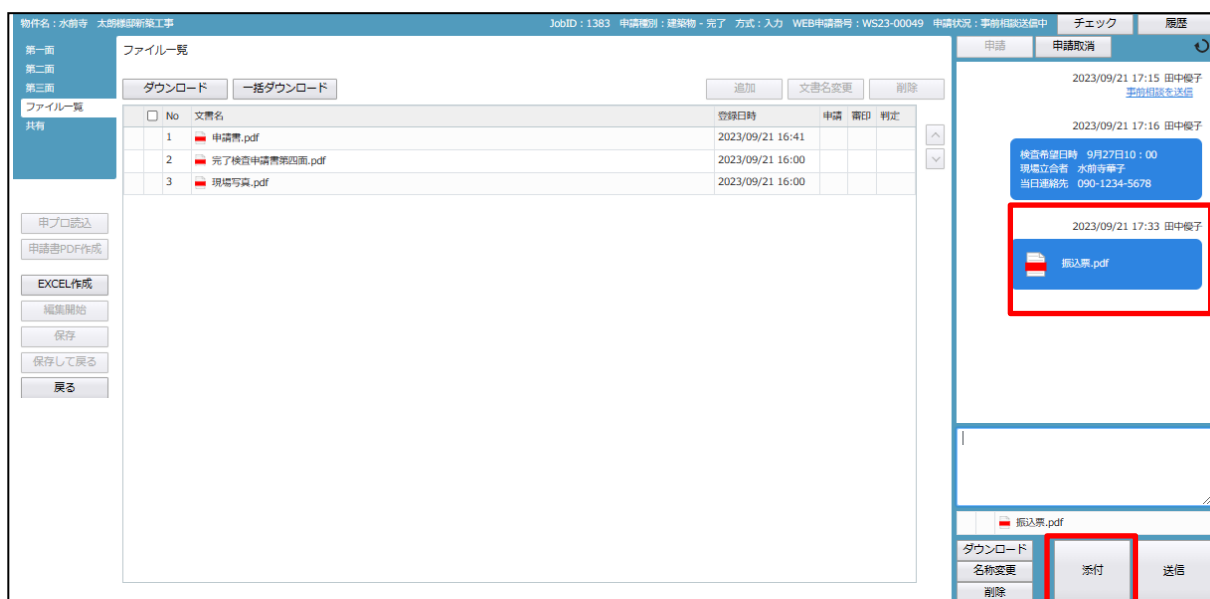 物件名：水前寺　太朗様邸新築工事　JobID：1383　申請種別：建築物 - 完了　方式：入力　WEB申請番号：WS23-00049　申請状況：事前相談送信中　チェック　履歴
第一面
第二面
第三面
ファイル一覧
共有
申プロ読込
申請書PDF作成
EXCEL作成
編集開始
保存
保存して戻る
戻る
ファイル一覧
ダウンロード　一括ダウンロード　追加　文書名変更　削除
No　文書名　登録日時　申請　審印　判定
1　申請書.pdf　2023/09/21 16:41
2　完了検査申請書第四面.pdf　2023/09/21 16:00
3　現場写真.pdf　2023/09/21 16:00
申請　申請取消
2023/09/21 17:15 田中優子
事前相談を送信
2023/09/21 17:16 田中優子
検査希望日時　9月27日10：00
現場立合者　水前寺華子
当日連絡先　090-1234-5678
2023/09/21 17:33 田中優子
振込票.pdf
振込票.pdf
ダウンロード
名称変更
削除
添付
送信